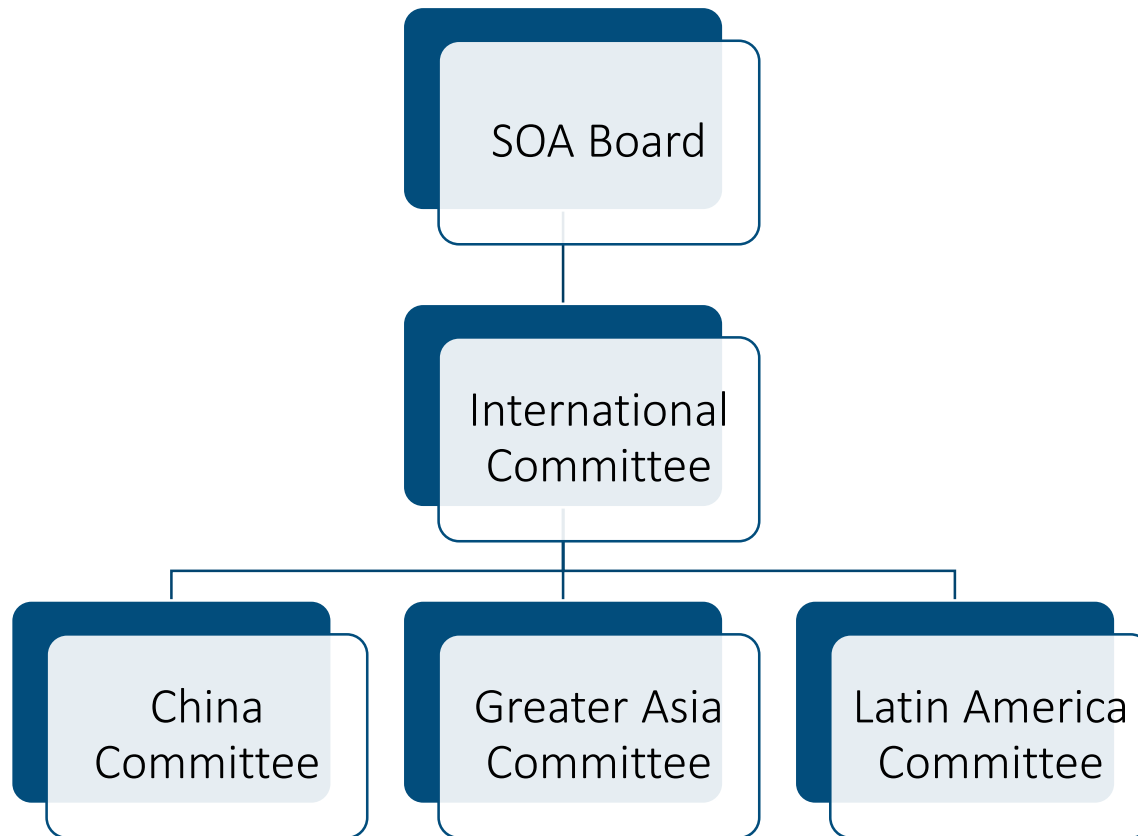 SOA Board
International
Committee
China
Committee
Greater Asia
Committee
Latin America
Committee